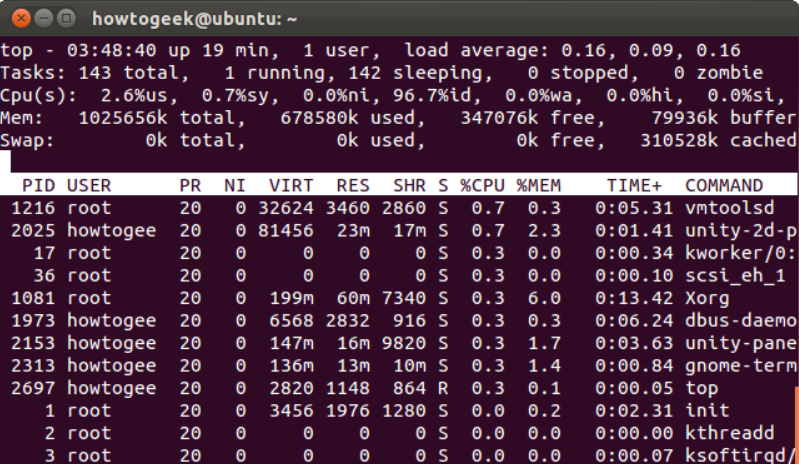 howtogeek@ubuntu: ~
top - 03:48:40 up 19 min,  1 user,  load average: 0.16, 0.09, 0.16
Tasks: 143 total,   1 running, 142 sleeping,   0 stopped,   0 zombie
Cpu(s):  2.6%us,  0.7%sy,  0.0%ni, 96.7%id,  0.0%wa,  0.0%hi,  0.0%si,
Mem:   1025656k total,   678580k used,   347076k free,    79936k buffer
Swap:        0k total,        0k used,        0k free,   310528k cached
PID USER      PR  NI  VIRT  RES  SHR S %CPU %MEM    TIME+  COMMAND
1216 root      20   0 32624 3460 2860 S  0.7  0.3   0:05.31 vmtoolsd
2025 howtogee  20   0 81456  23m  17m S  0.7  2.3   0:01.41 unity-2d-p
17 root      20   0     0    0    0 S  0.3  0.0   0:00.34 kworker/0:
36 root      20   0     0    0    0 S  0.3  0.0   0:00.10 scsi_eh_1
1081 root      20   0  199m  60m 7340 S  0.3  6.0   0:13.42 Xorg
1973 howtogee  20   0  6568 2832  916 S  0.3  0.3   0:06.24 dbus-daemo
2153 howtogee  20   0  147m  16m 9820 S  0.3  1.7   0:03.63 unity-pane
2313 howtogee  20   0  136m  13m  10m S  0.3  1.4   0:00.84 gnome-term
2697 howtogee  20   0  2820 1148  864 R  0.3  0.1   0:00.05 top
1 root      20   0  3456 1976 1280 S  0.0  0.2   0:02.31 init
2 root      20   0     0    0    0 S  0.0  0.0   0:00.00 kthreadd
3 root      20   0     0    0    0 S  0.0  0.0   0:00.07 ksoftirqd/